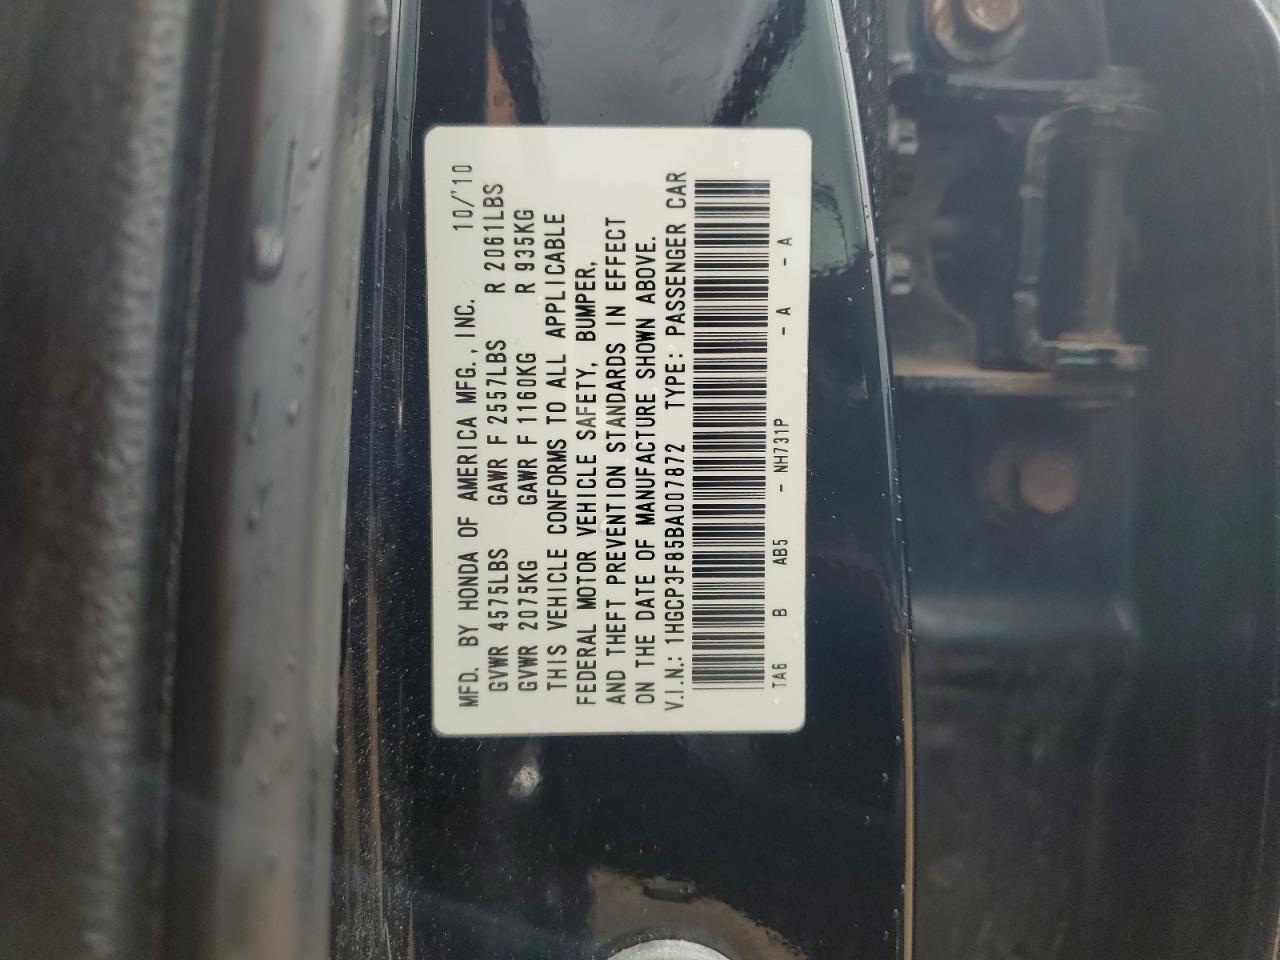 MFD. BY HONDA OF AMERICA MFG., INC. 10/'10
GVWR 4575LBS GAWR F 2557LBS R 2061LBS
GVWR 2075KG GAWR F 1160KG R 935KG
THIS VEHICLE CONFORMS TO ALL APPLICABLE
FEDERAL MOTOR VEHICLE SAFETY, BUMPER,
AND THEFT PREVENTION STANDARDS IN EFFECT
ON THE DATE OF MANUFACTURE SHOWN ABOVE.
V.I.N.: 1HGCP3F85BA007872 TYPE: PASSENGER CAR
TA6 B AB5 - NH731P - A - A